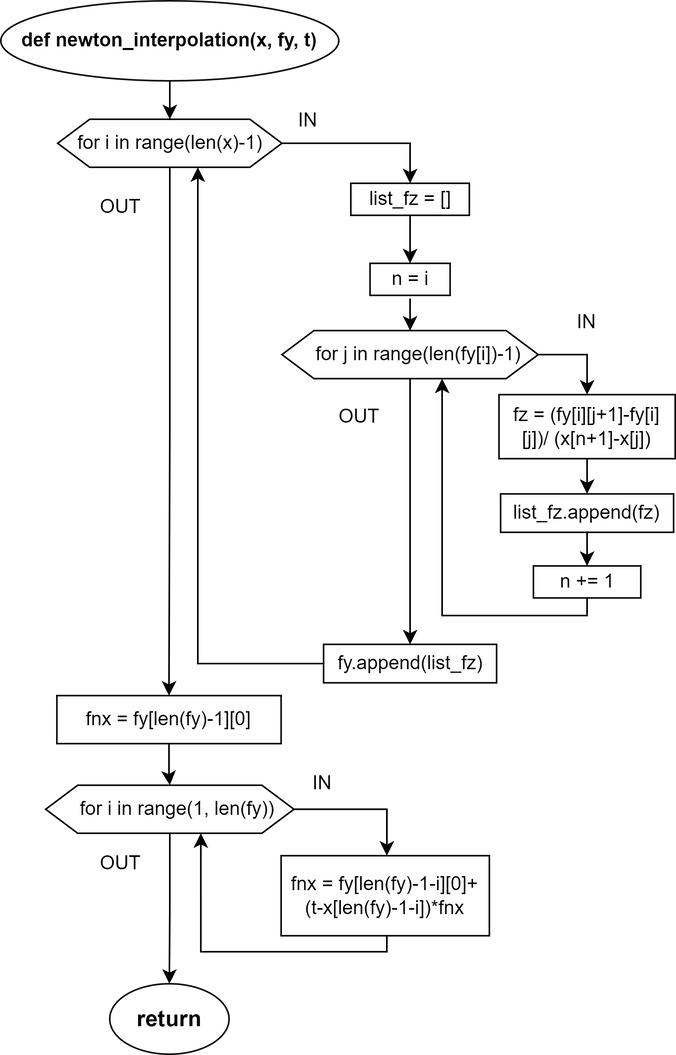 def newton_interpolation(x, fy, t)
for i in range(len(x)-1)
IN
OUT
list_fz = []
n = i
for j in range(len(fy[i])-1)
IN
OUT
fz = (fy[i][j+1]-fy[i]
[j])/ (x[n+1]-x[j])
list_fz.append(fz)
n += 1
fy.append(list_fz)
fnx = fy[len(fy)-1][0]
for i in range(1, len(fy))
IN
OUT
fnx = fy[len(fy)-1-i][0]+
(t-x[len(fy)-1-i])*fnx
return